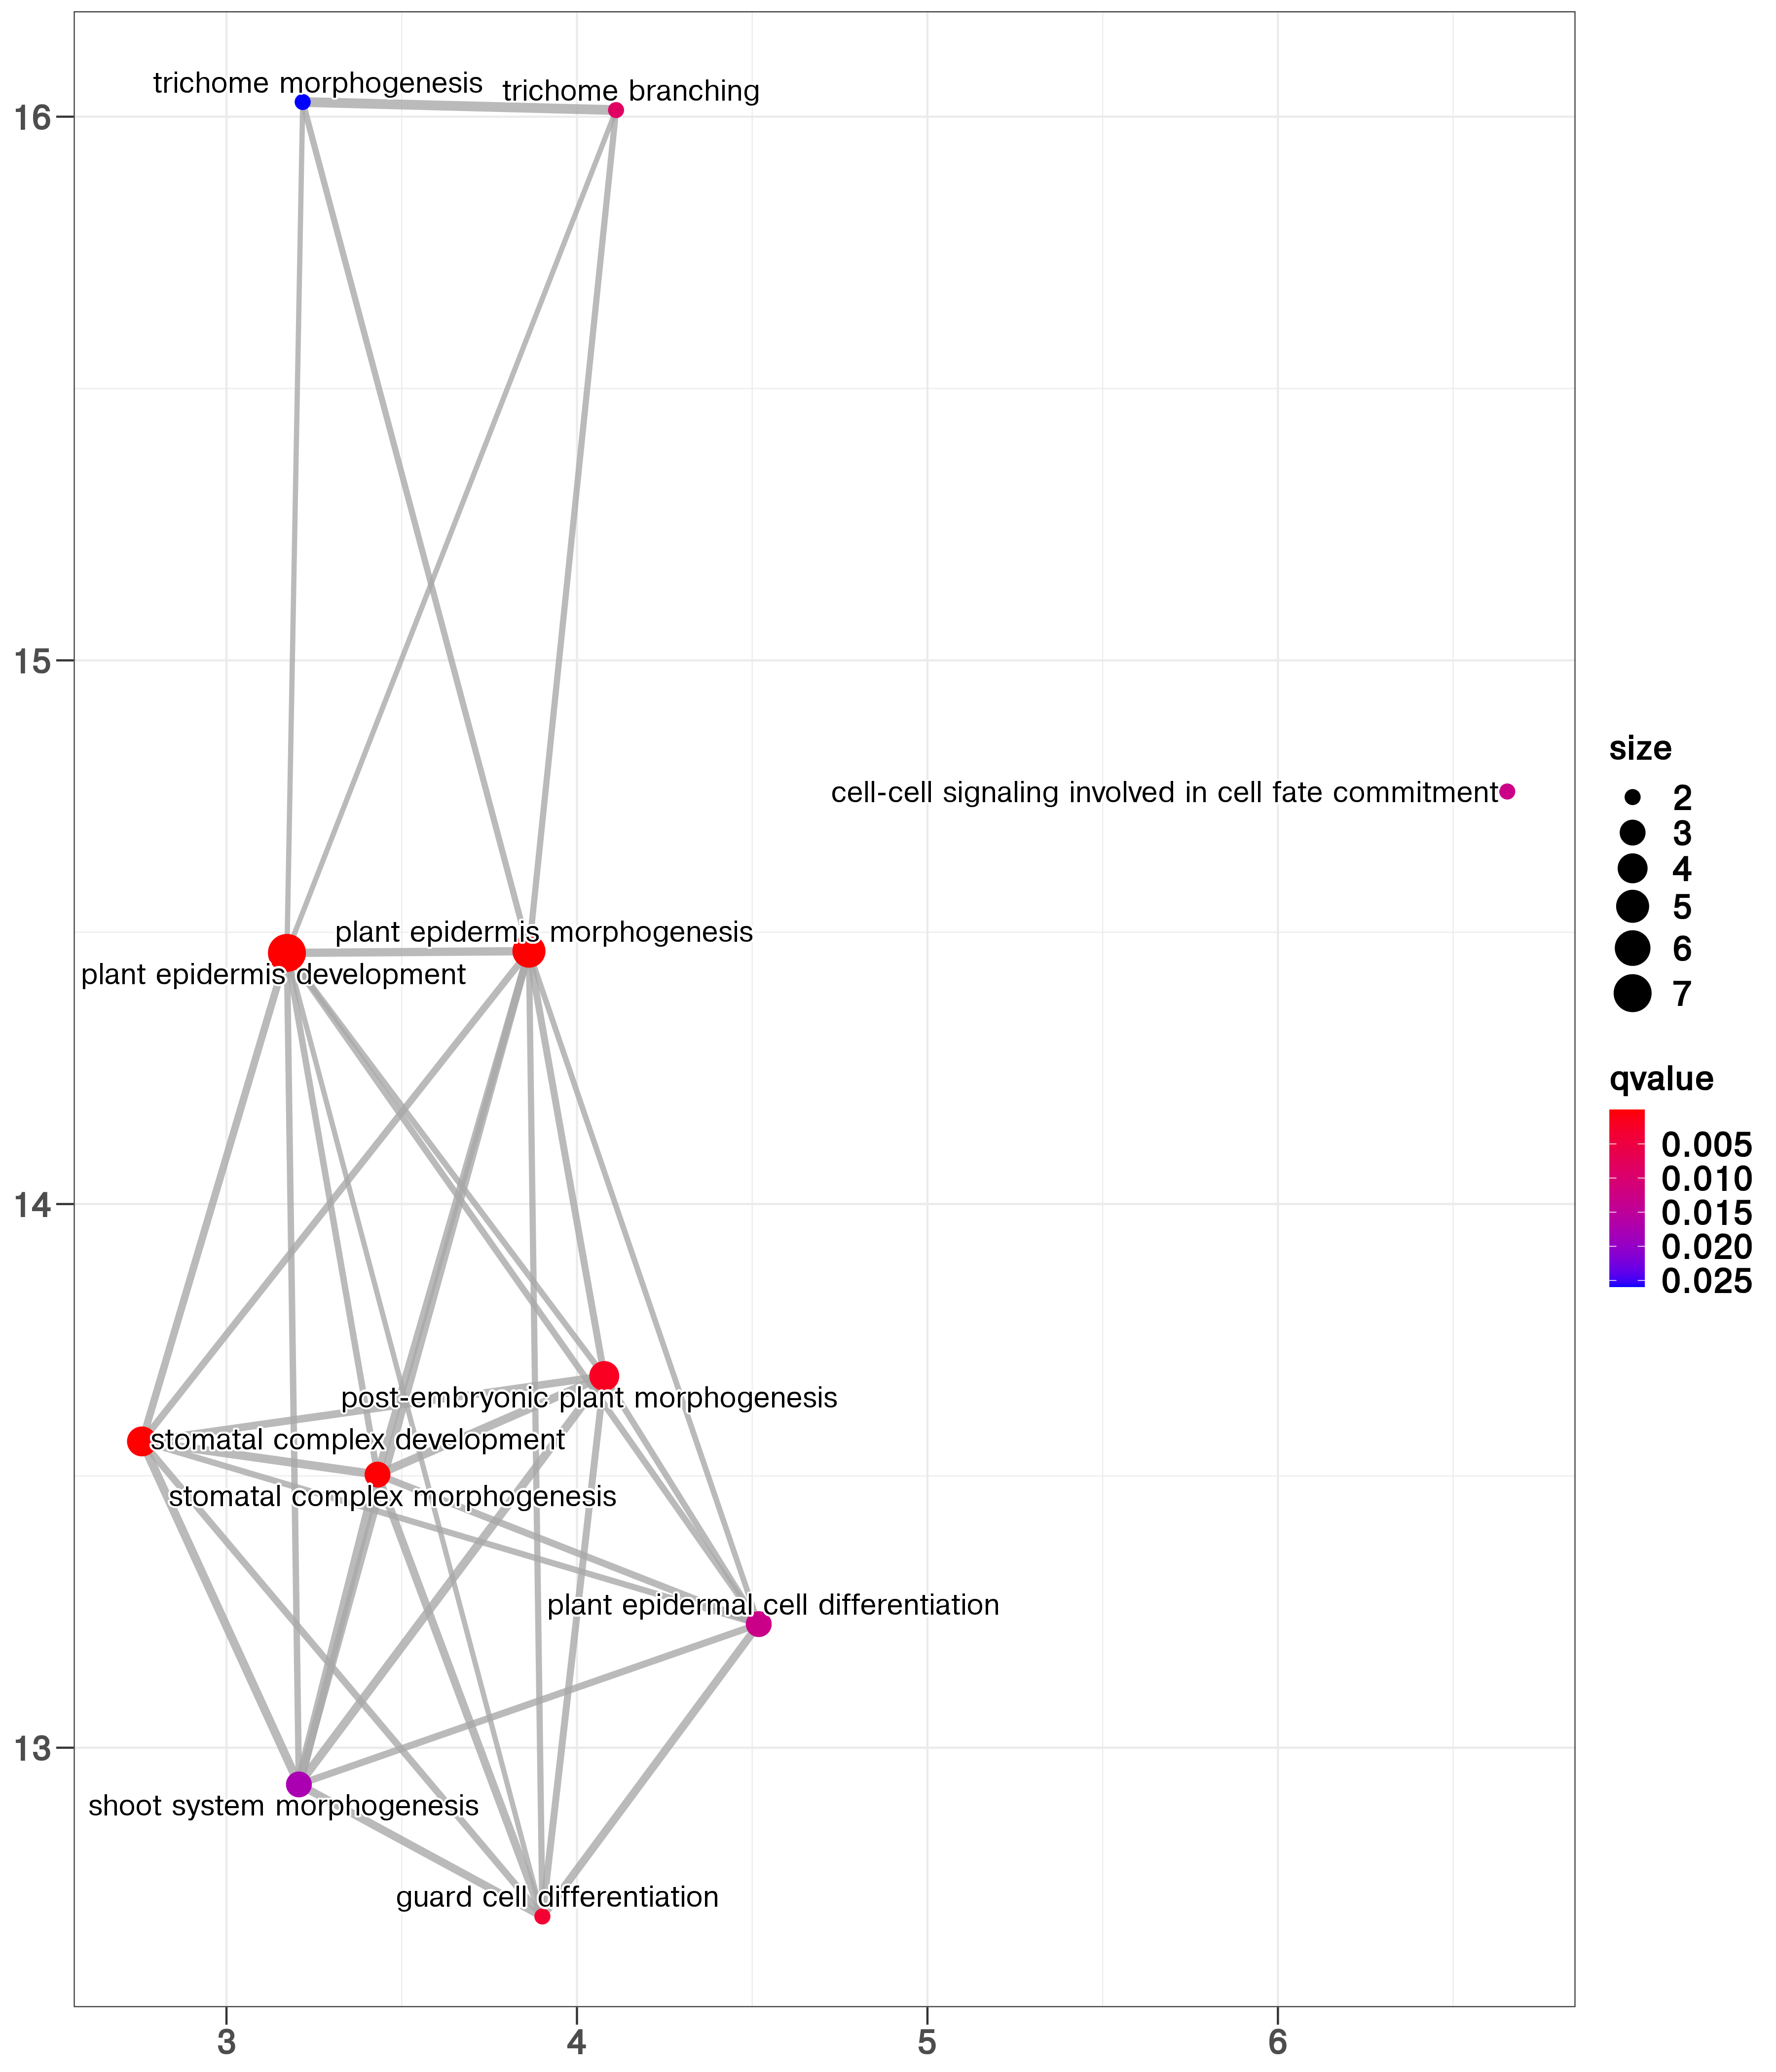 trichome morphogenesis
trichome branching
16
15
cell-cell signaling involved in cell fate commitment
plant epidermis morphogenesis
plant epidermis development
14
post-embryonic plant morphogenesis
stomatal complex development
stomatal complex morphogenesis
plant epidermal cell differentiation
13
shoot system morphogenesis
guard cell differentiation
3
4
5
6
size
2
3
4
5
6
7
qvalue
0.005
0.010
0.015
0.020
0.025